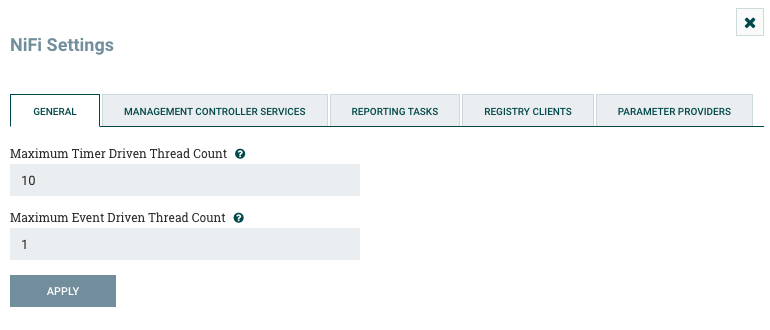 NiFi Settings
GENERAL
MANAGEMENT CONTROLLER SERVICES
REPORTING TASKS
REGISTRY CLIENTS
PARAMETER PROVIDERS
Maximum Timer Driven Thread Count
10
Maximum Event Driven Thread Count
1
APPLY